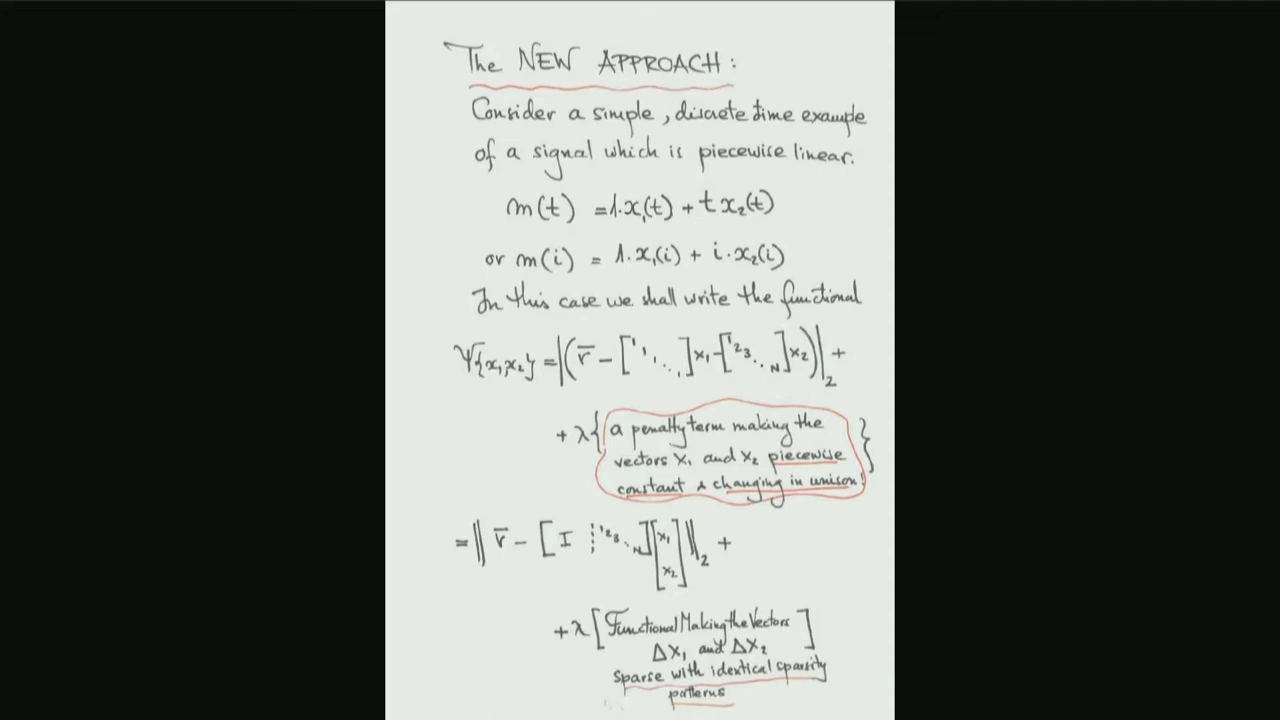 The NEW APPROACH:
Consider a simple, discrete time example
of a signal which is piecewise linear.
m(t) = 1·x₁(t) + t x₂(t)
or m(i) = 1·x₁(i) + i·x₂(i)
In this case we shall write the functional
Ψ{x₁,x₂} = |(r̅ − [1 1 ⋱ 1]x₁ − [1 2 3 ⋱ N]x₂)|₂ +
+ λ{a penalty term making the
vectors x₁ and x₂ piecewise
constant & changing in unison!}
= ‖ r̅ − [I ⋮ 1 2 3 ⋱ N][x₁ x₂] ‖₂ +
+ λ[Functional Making the Vectors
Δx₁ and Δx₂]
sparse with identical sparsity
patterns